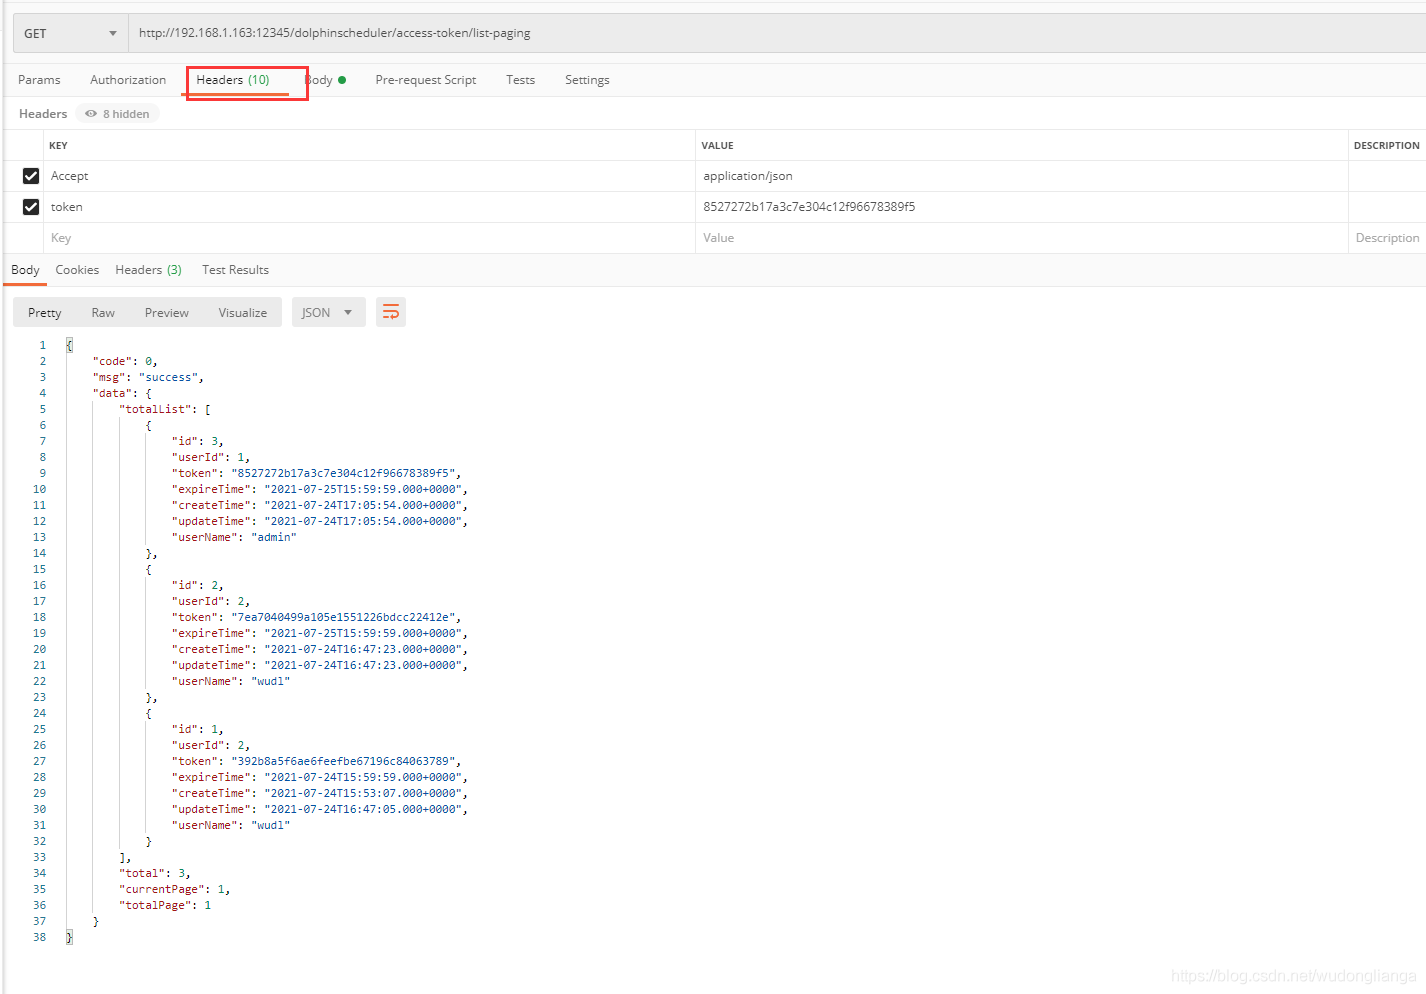 GET http://192.168.1.163:12345/dolphinscheduler/access-token/list-paging
Params Authorization Headers (10) Body Pre-request Script Tests Settings
Headers 8 hidden
KEY VALUE DESCRIPTION
Accept application/json
token 8527272b17a3c7e304c12f96678389f5
Key Value Description
Body Cookies Headers (3) Test Results
Pretty Raw Preview Visualize JSON
1 {
2 "code": 0,
3 "msg": "success",
4 "data": {
5 "totalList": [
6 {
7 "id": 3,
8 "userId": 1,
9 "token": "8527272b17a3c7e304c12f96678389f5",
10 "expireTime": "2021-07-25T15:59:59.000+0000",
11 "createTime": "2021-07-24T17:05:54.000+0000",
12 "updateTime": "2021-07-24T17:05:54.000+0000",
13 "userName": "admin"
14 },
15 {
16 "id": 2,
17 "userId": 2,
18 "token": "7ea7040499a105e1551226bdcc22412e",
19 "expireTime": "2021-07-25T15:59:59.000+0000",
20 "createTime": "2021-07-24T16:47:23.000+0000",
21 "updateTime": "2021-07-24T16:47:23.000+0000",
22 "userName": "wudl"
23 },
24 {
25 "id": 1,
26 "userId": 2,
27 "token": "392b8a5f6ae6feefbe67196c84063789",
28 "expireTime": "2021-07-24T15:59:59.000+0000",
29 "createTime": "2021-07-24T15:53:07.000+0000",
30 "updateTime": "2021-07-24T16:47:05.000+0000",
31 "userName": "wudl"
32 }
33 ],
34 "total": 3,
35 "currentPage": 1,
36 "totalPage": 1
37 }
38 }
https://blog.csdn.net/wudonglianga